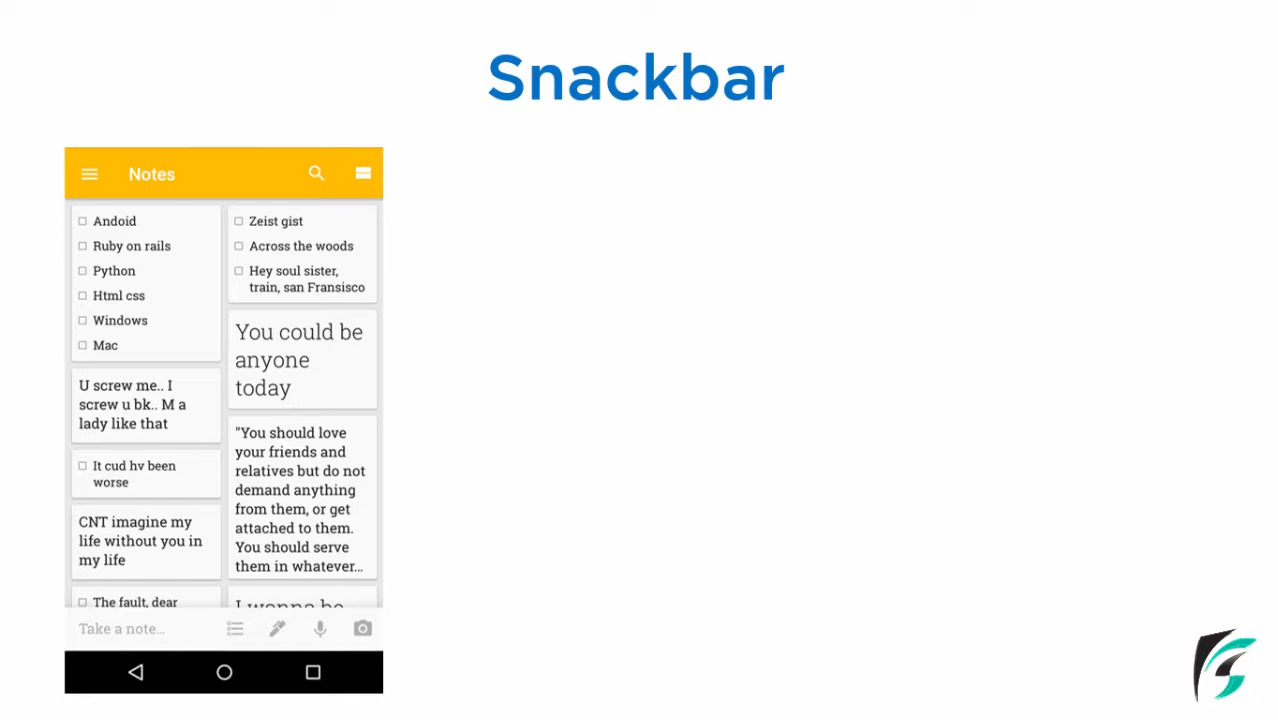 Snackbar
Notes
Andoid
Ruby on rails
Python
Html css
Windows
Mac
U screw me.. I
screw u bk.. M a
lady like that
It cud hv been
worse
CNT imagine my
life without you in
my life
The fault, dear
Zeist gist
Across the woods
Hey soul sister,
train, san Fransisco
You could be
anyone
today
"You should love
your friends and
relatives but do not
demand anything
from them, or get
attached to them.
You should serve
them in whatever...
I wanna be
Take a note...